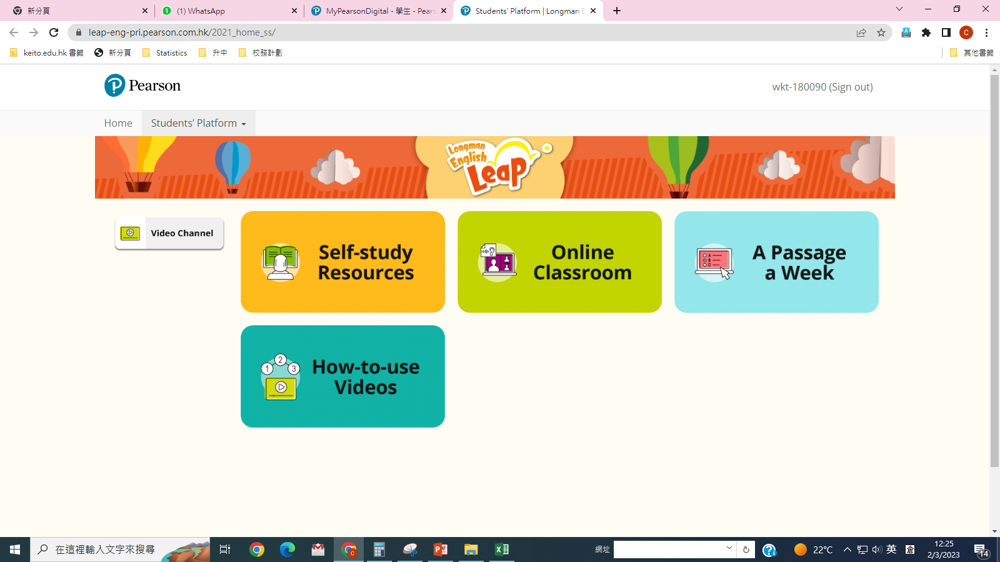 新分頁
(1) WhatsApp
MyPearsonDigital - 學生 - Pears
Students' Platform | Longman E
leap-eng-pri.pearson.com.hk/2021_home_ss/
C
keito.edu.hk 書籤
新分頁
Statistics
升中
校務計劃
其他書籤
Pearson
wkt-180090 (Sign out)
Home
Students’ Platform
Longman
English
Leap
Video Channel
Self-study
Resources
Online
Classroom
A Passage
a Week
1 2 3
How-to-use
Videos
在這裡輸入文字來搜尋
網址
22°C
英
倉
12:25
2/3/2023
14